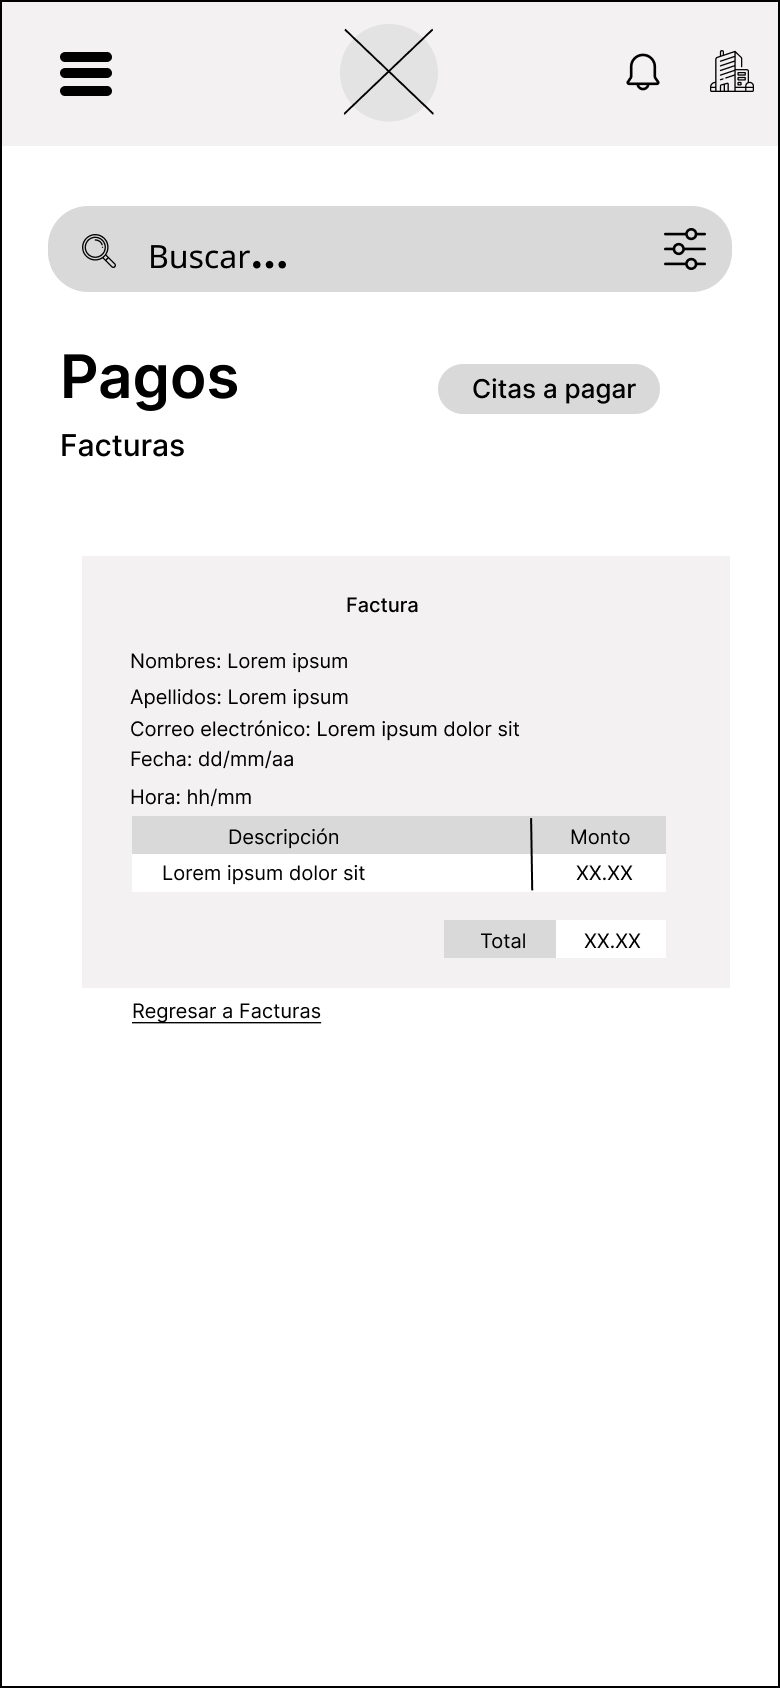 Buscar...
Pagos
Citas a pagar
Facturas
Factura
Nombres: Lorem ipsum
Apellidos: Lorem ipsum
Correo electrónico: Lorem ipsum dolor sit
Fecha: dd/mm/aa
Hora: hh/mm
Descripción Monto
Lorem ipsum dolor sit XX.XX
Total XX.XX
Regresar a Facturas